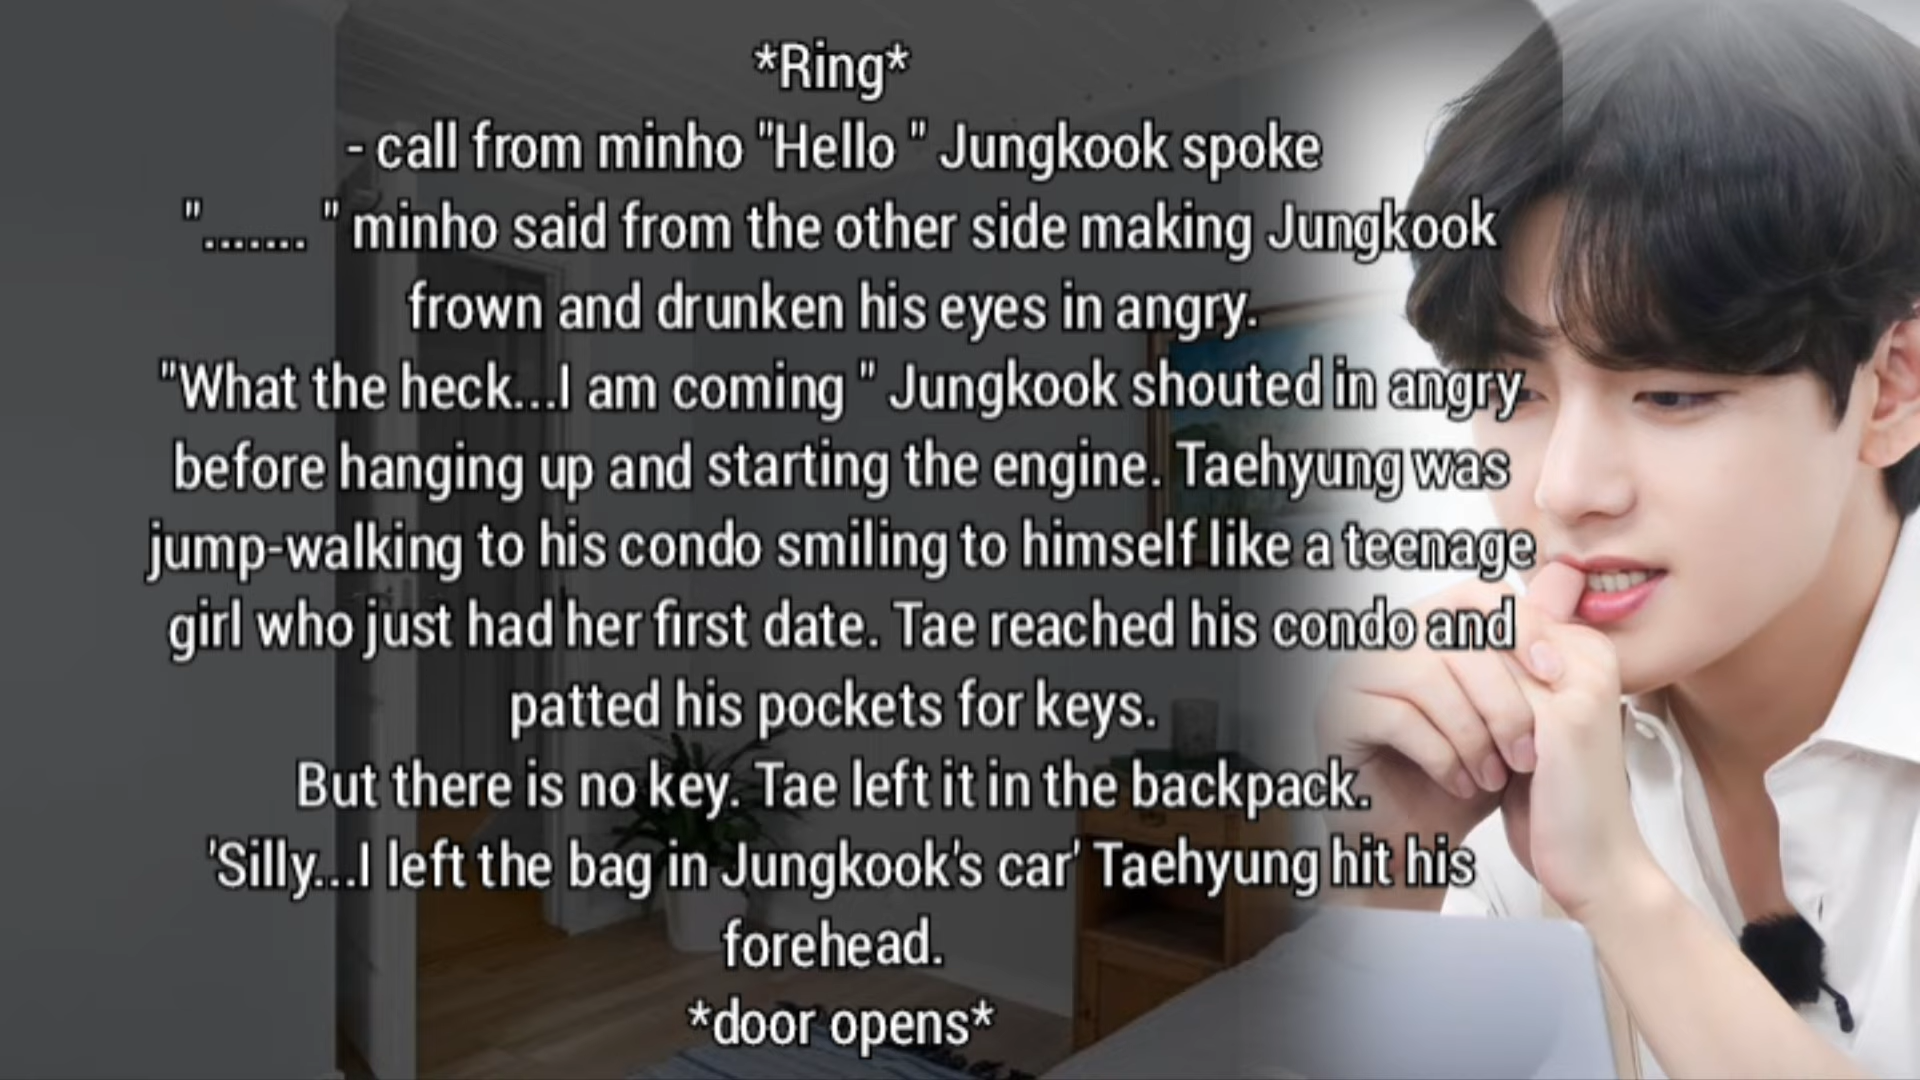 *Ring*
- call from minho "Hello " Jungkook spoke
"....... " minho said from the other side making Jungkook
frown and drunken his eyes in angry.
"What the heck...I am coming " Jungkook shouted in angry
before hanging up and starting the engine. Taehyung was
jump-walking to his condo smiling to himself like a teenage
girl who just had her first date. Tae reached his condo and
patted his pockets for keys.
But there is no key. Tae left it in the backpack.
'Silly...I left the bag in Jungkook's car' Taehyung hit his
forehead.
*door opens*